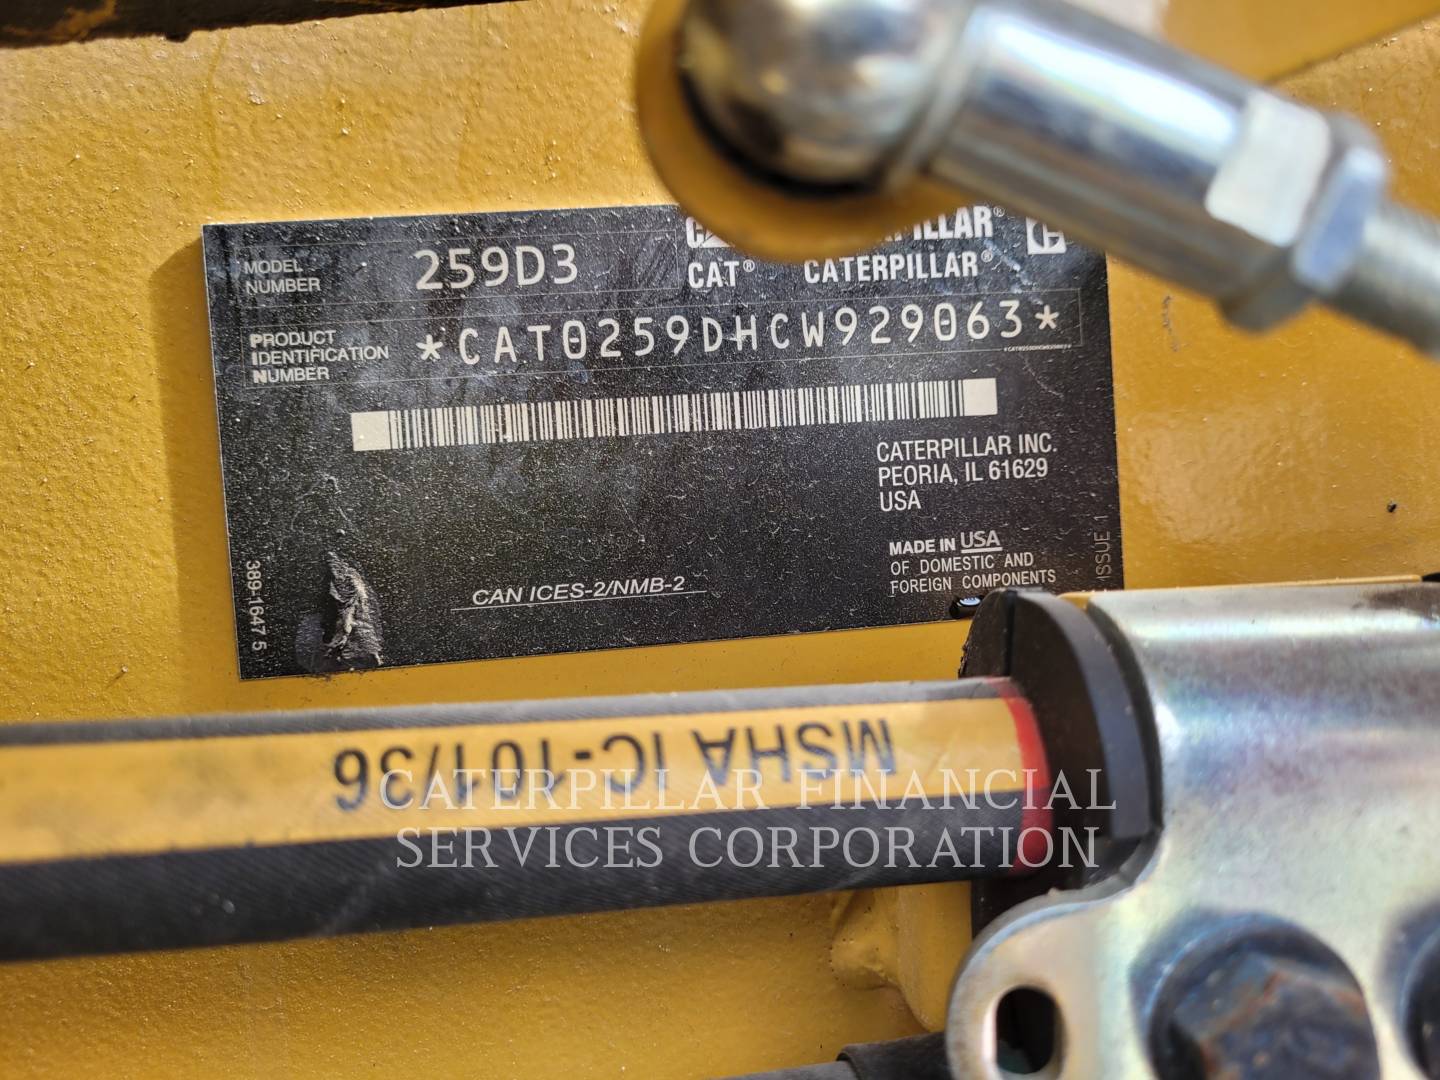 MODEL
NUMBER
259D3
CATERPILLAR®
CAT® CATERPILLAR®
PRODUCT
IDENTIFICATION
NUMBER
*CAT0259DHCW929063*
CATERPILLAR INC.
PEORIA, IL 61629
USA
MADE IN USA
OF DOMESTIC AND
FOREIGN COMPONENTS
CAN ICES-2/NMB-2
389-1647 5
ISSUE 1
MSHA IC-101/36
CATERPILLAR FINANCIAL
SERVICES CORPORATION